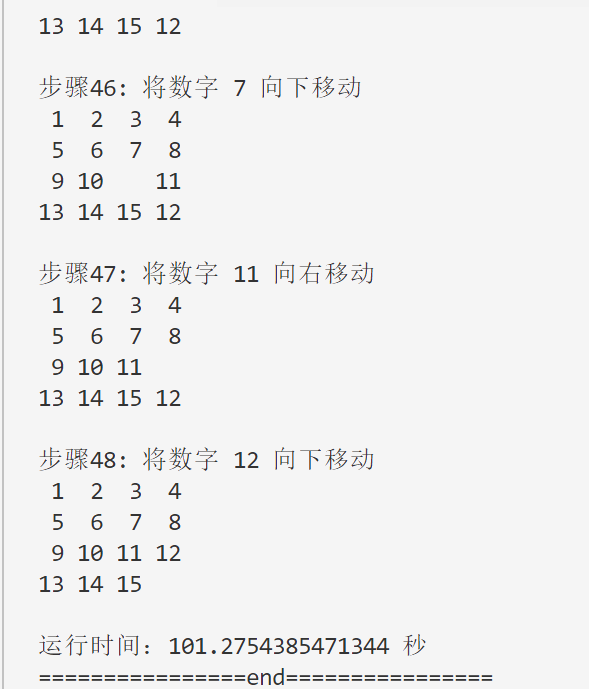 13 14 15 12
步骤46: 将数字 7 向下移动
1 2 3 4
5 6 7 8
9 10 11
13 14 15 12
步骤47: 将数字 11 向右移动
1 2 3 4
5 6 7 8
9 10 11
13 14 15 12
步骤48: 将数字 12 向下移动
1 2 3 4
5 6 7 8
9 10 11 12
13 14 15
运行时间: 101.2754385471344 秒
================end================